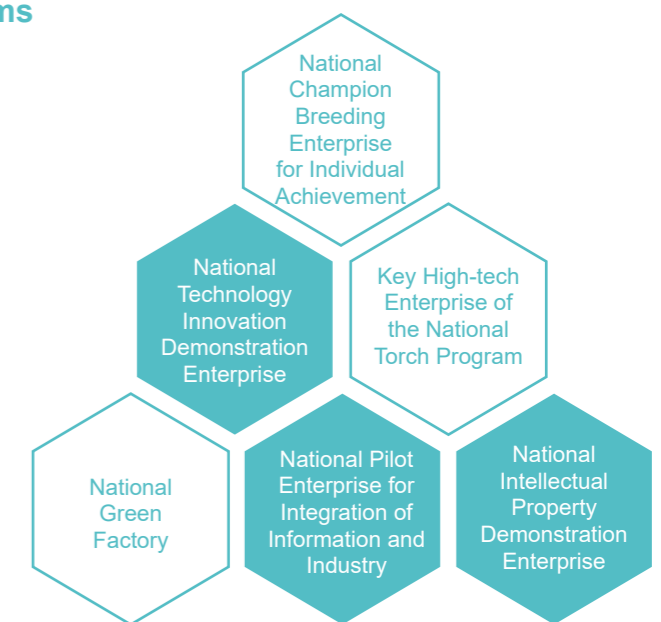 National
Champion
Breeding
Enterprise
for Individual
Achievement
National
Technology
Innovation
Demonstration
Enterprise
Key High-tech
Enterprise of
the National
Torch Program
National
Green
Factory
National Pilot
Enterprise for
Integration of
Information and
Industry
National
Intellectual
Property
Demonstration
Enterprise